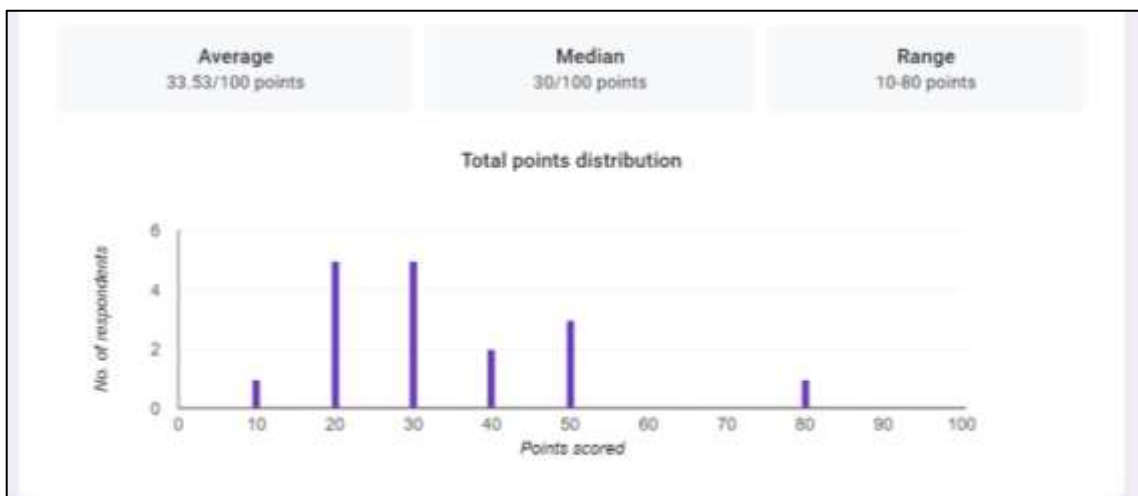 Average
33.53/100 points
Median
30/100 points
Range
10-80 points
Total points distribution
No. of respondents
6
4
2
0
0 10 20 30 40 50 60 70 80 90 100
Points scored